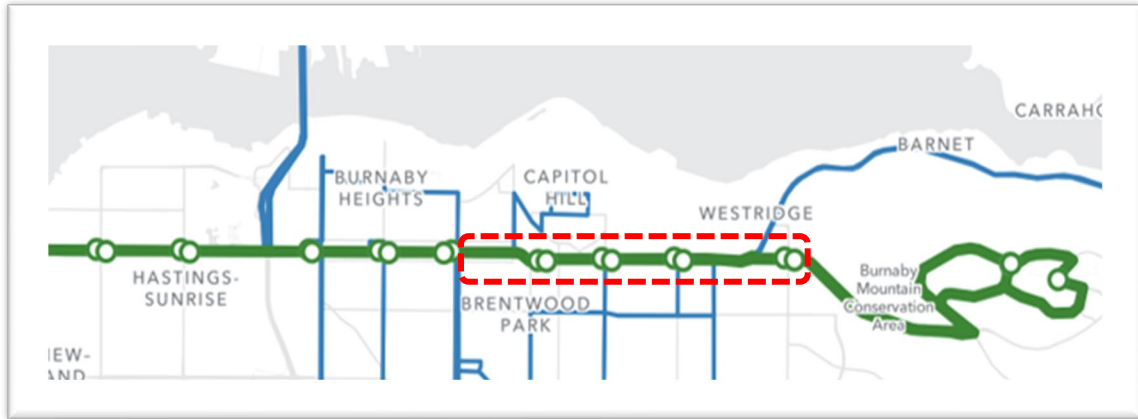 CARRAHO
BARNET
BURNABY
HEIGHTS
CAPITOL
HILL
WESTRIDGE
HASTINGS-
SUNRISE
BRENTWOOD
PARK
Burnaby
Mountain
Conservation
Area
IEW-
AND